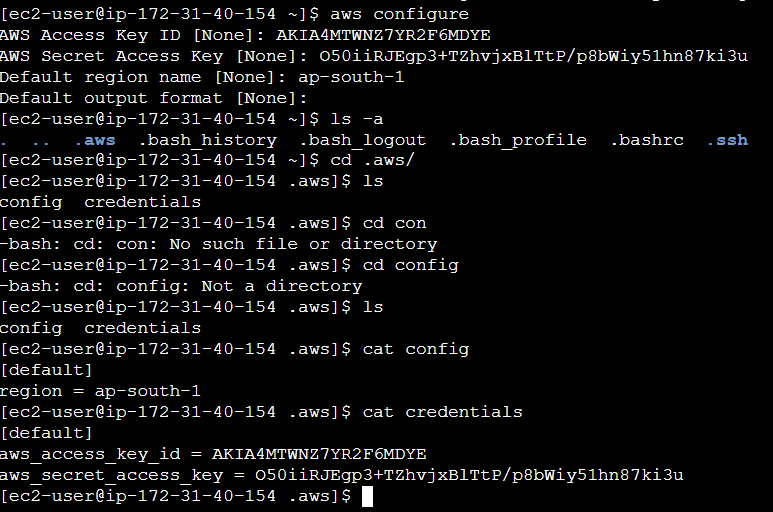 [ec2-user@ip-172-31-40-154 ~]$ aws configure
AWS Access Key ID [None]: AKIA4MTWNZ7YR2F6MDYE
AWS Secret Access Key [None]: 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
Default region name [None]: ap-south-1
Default output format [None]:
[ec2-user@ip-172-31-40-154 ~]$ ls -a
. .. .aws .bash_history .bash_logout .bash_profile .bashrc .ssh
[ec2-user@ip-172-31-40-154 ~]$ cd .aws/
[ec2-user@ip-172-31-40-154 .aws]$ ls
config credentials
[ec2-user@ip-172-31-40-154 .aws]$ cd con
-bash: cd: con: No such file or directory
[ec2-user@ip-172-31-40-154 .aws]$ cd config
-bash: cd: config: Not a directory
[ec2-user@ip-172-31-40-154 .aws]$ ls
config credentials
[ec2-user@ip-172-31-40-154 .aws]$ cat config
[default]
region = ap-south-1
[ec2-user@ip-172-31-40-154 .aws]$ cat credentials
[default]
aws_access_key_id = AKIA4MTWNZ7YR2F6MDYE
aws_secret_access_key = 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
[ec2-user@ip-172-31-40-154 .aws]$